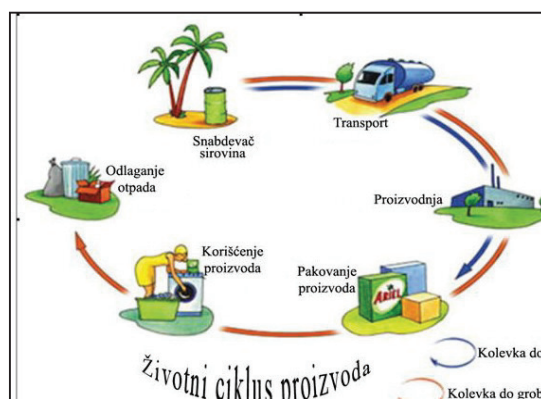 Snabdevač
sirovina
Transport
Odlaganje
otpada
Proizvodnja
Korišćenje
proizvoda
Pakovanje
proizvoda
ARIEL
Životni ciklus proizvoda
Kolevka do
Kolevka do grob